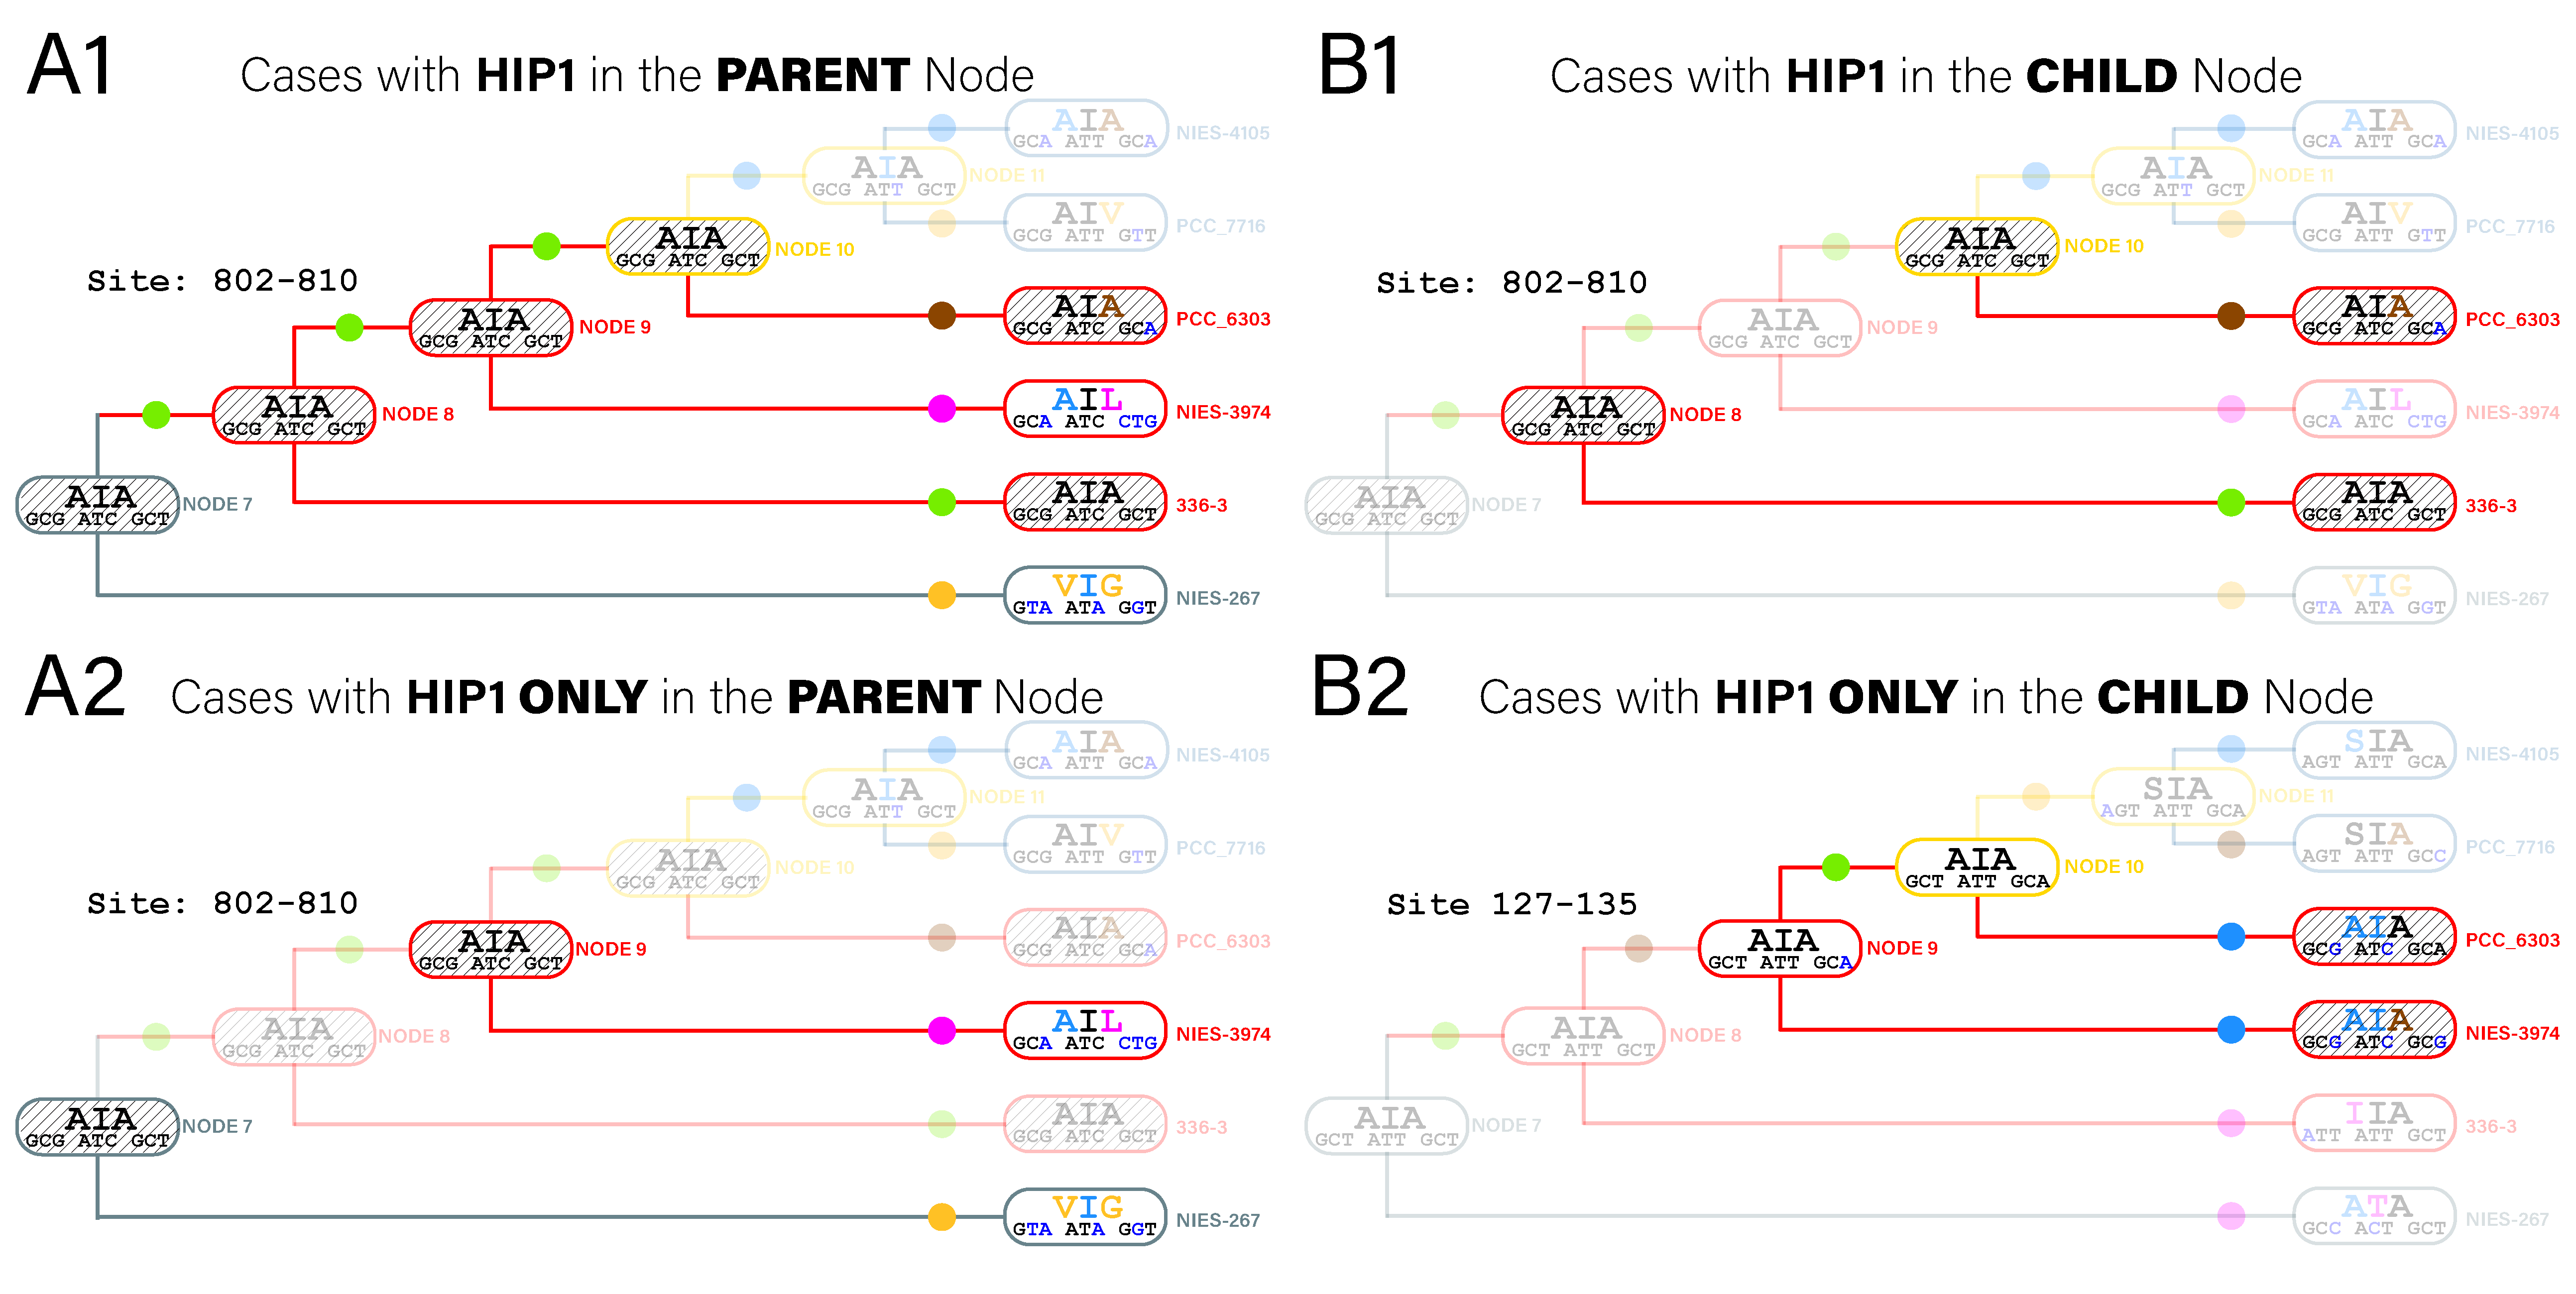 A1
Cases with HIP1 in the PARENT Node
AIA
GCA ATT GCA
NIES-4105
AIA
GCG ATT GCT
NODE 11
AIV
GCG ATT GTT
PCC_7716
AIA
GCG ATC GCT
NODE 10
Site: 802-810
AIA
GCG ATC GCA
PCC_6303
AIA
GCG ATC GCT
NODE 9
AIL
GCA ATC CTG
NIES-3974
AIA
GCG ATC GCT
NODE 8
AIA
GCG ATC GCT
336-3
AIA
GCG ATC GCT
NODE 7
VIG
GTA ATA GGT
NIES-267
B1
Cases with HIP1 in the CHILD Node
AIA
GCA ATT GCA
NIES-4105
AIA
GCG ATT GCT
NODE 11
AIV
GCG ATT GTT
PCC_7716
AIA
GCG ATC GCT
NODE 10
Site: 802-810
AIA
GCG ATC GCA
PCC_6303
AIA
GCG ATC GCT
NODE 9
AIL
GCA ATC CTG
NIES-3974
AIA
GCG ATC GCT
NODE 8
AIA
GCG ATC GCT
336-3
AIA
GCG ATC GCT
NODE 7
VIG
GTA ATA GGT
NIES-267
A2
Cases with HIP1 ONLY in the PARENT Node
AIA
GCA ATT GCA
NIES-4105
AIA
GCG ATT GCT
NODE 11
AIV
GCG ATT GTT
PCC_7716
AIA
GCG ATC GCT
NODE 10
Site: 802-810
AIA
GCG ATC GCA
PCC_6303
AIA
GCG ATC GCT
NODE 9
AIL
GCA ATC CTG
NIES-3974
AIA
GCG ATC GCT
NODE 8
AIA
GCG ATC GCT
336-3
AIA
GCG ATC GCT
NODE 7
VIG
GTA ATA GGT
NIES-267
B2
Cases with HIP1 ONLY in the CHILD Node
SIA
AGT ATT GCA
NIES-4105
SIA
AGT ATT GCA
NODE 11
SIA
AGT ATT GCC
PCC_7716
AIA
GCT ATT GCA
NODE 10
Site 127-135
AIA
GCG ATC GCA
PCC_6303
AIA
GCT ATT GCA
NODE 9
AIA
GCG ATC GCG
NIES-3974
AIA
GCT ATT GCT
NODE 8
IIA
ATT ATT GCT
336-3
AIA
GCT ATT GCT
NODE 7
ATA
GCC ACT GCT
NIES-267